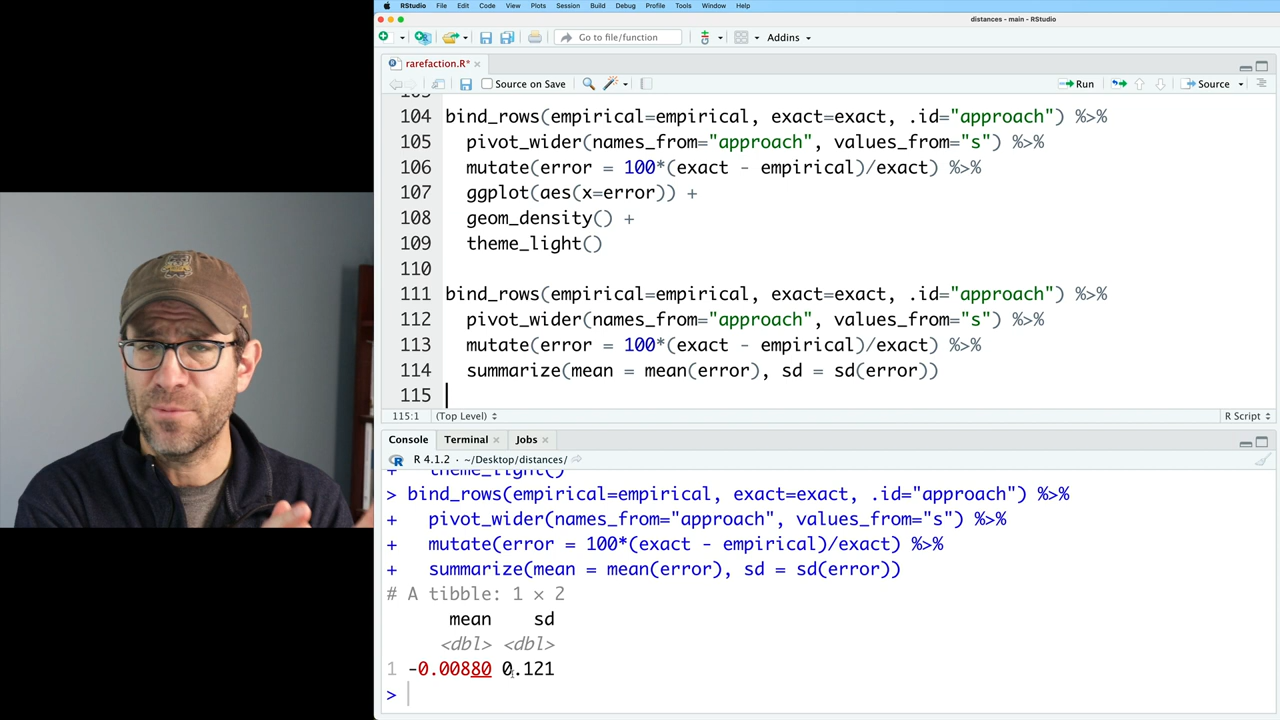 RStudio File Edit Code View Plots Session Build Debug Profile Tools Window Help
distances - main - RStudio
Go to file/function Addins
rarefaction.R*
Source on Save Run Source
103
104 bind_rows(empirical=empirical, exact=exact, .id="approach") %>%
105 pivot_wider(names_from="approach", values_from="s") %>%
106 mutate(error = 100*(exact - empirical)/exact) %>%
107 ggplot(aes(x=error)) +
108 geom_density() +
109 theme_light()
110
111 bind_rows(empirical=empirical, exact=exact, .id="approach") %>%
112 pivot_wider(names_from="approach", values_from="s") %>%
113 mutate(error = 100*(exact - empirical)/exact) %>%
114 summarize(mean = mean(error), sd = sd(error))
115
115:1 (Top Level) R Script
Console Terminal Jobs
R 4.1.2 · ~/Desktop/distances/
+ theme_light()
> bind_rows(empirical=empirical, exact=exact, .id="approach") %>%
+ pivot_wider(names_from="approach", values_from="s") %>%
+ mutate(error = 100*(exact - empirical)/exact) %>%
+ summarize(mean = mean(error), sd = sd(error))
# A tibble: 1 × 2
mean sd
<dbl> <dbl>
1 -0.00880 0.121
>